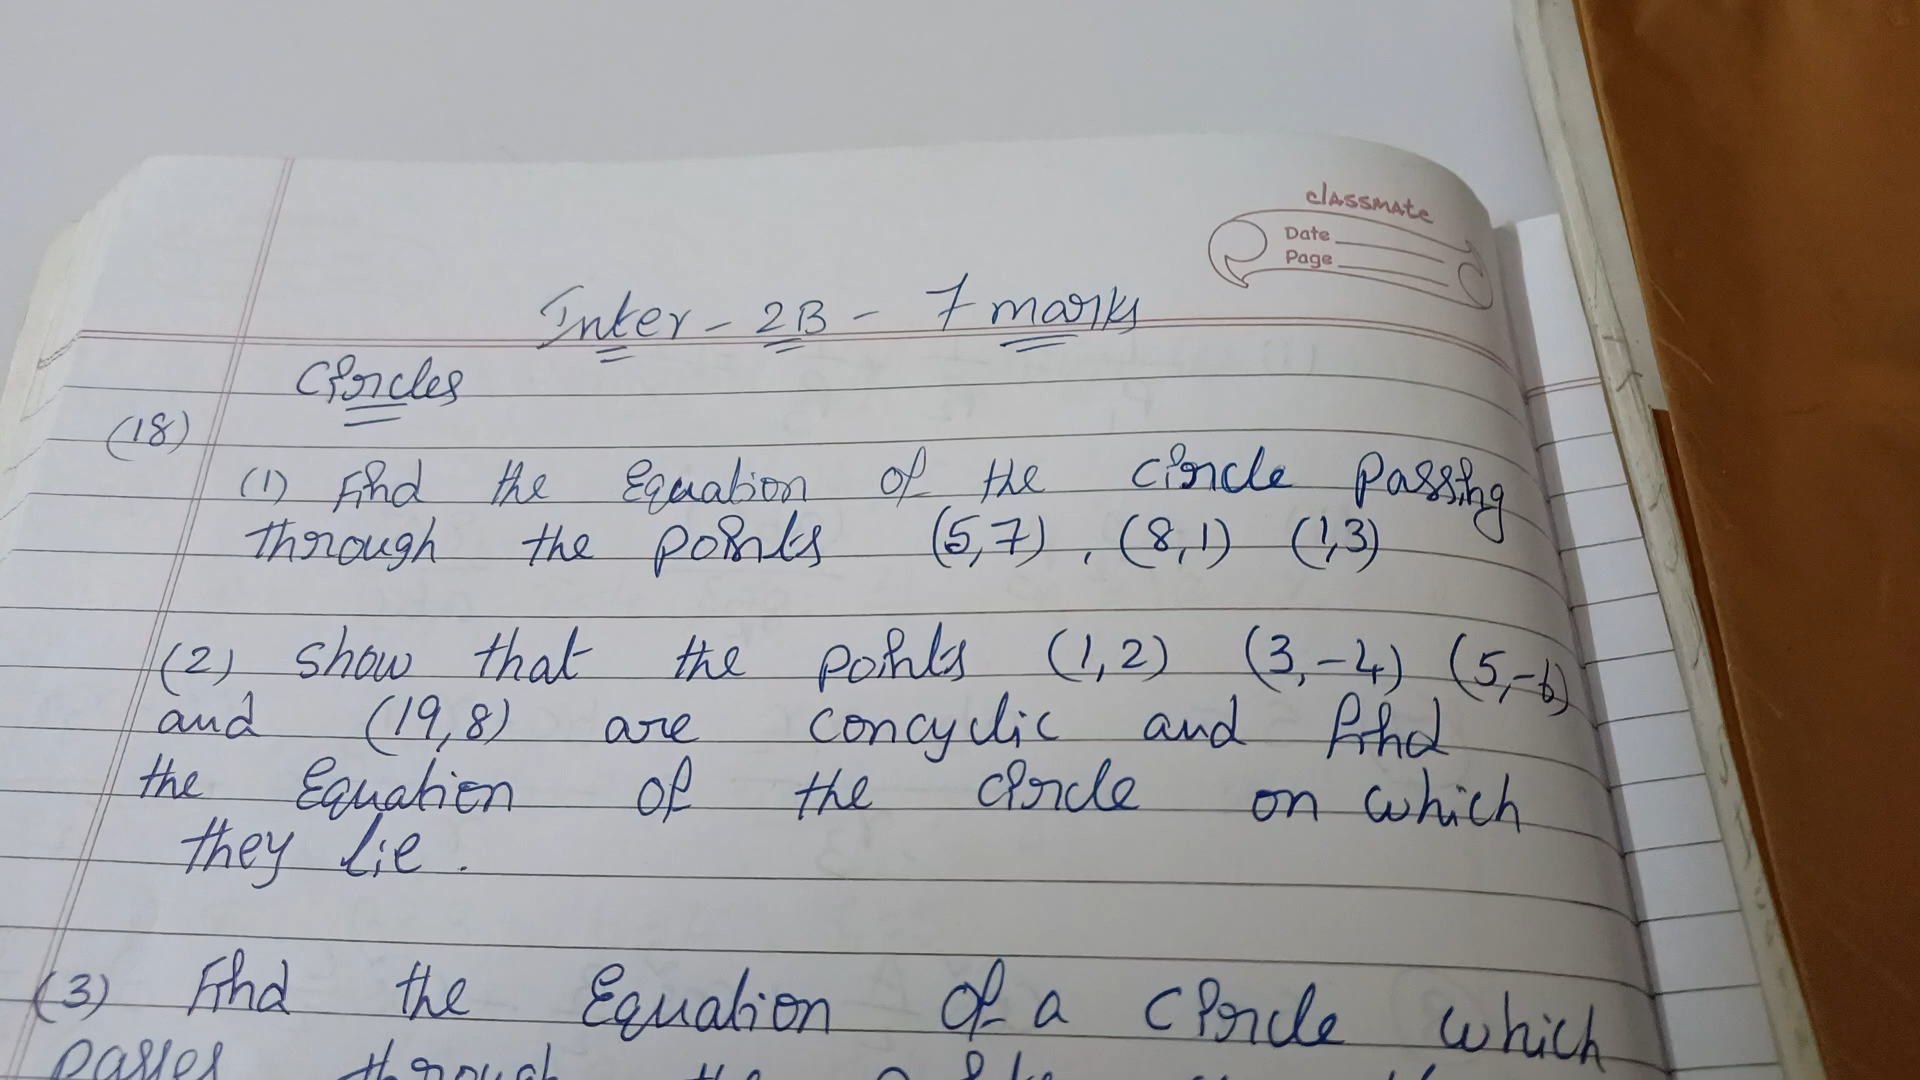 classmate
Date
Page
Inter - 2B - 7 marks
Circles
(18)
(1) Find the Equation of the circle passing
through the points (5,7), (8,1) (1,3)
(2) show that the points (1,2) (3,-4) (5,-6)
and (19,8) are concyclic and find
the Equation of the circle on which
they lie.
(3) Find the Equation of a circle which
passes through the